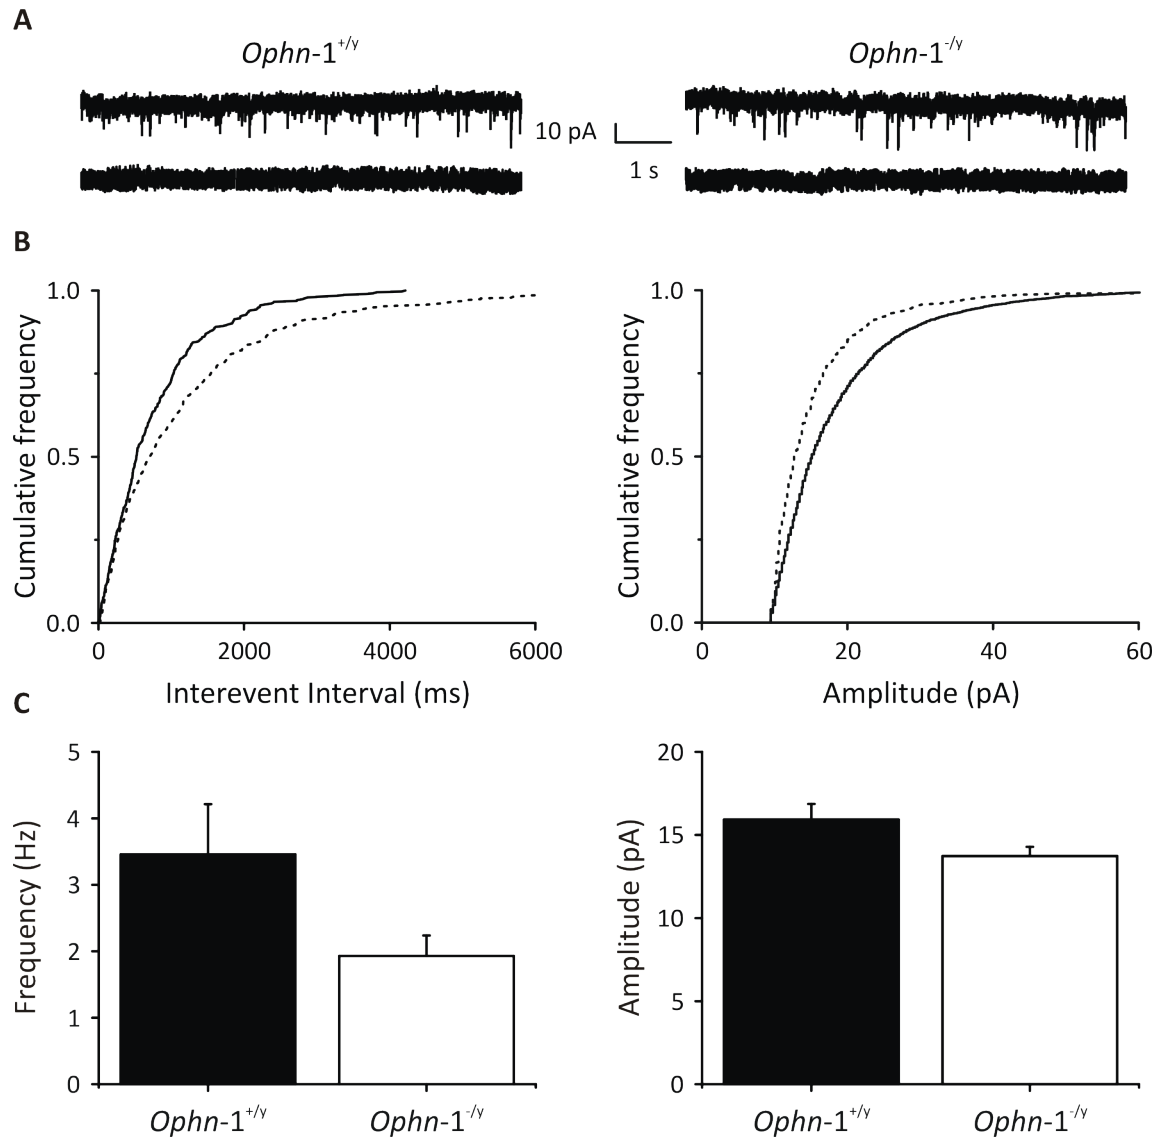 A
Ophn-1+/y
Ophn-1-/y
10 pA
1 s
B
1.0
0.5
0.0
Cumulative frequency
0 2000 4000 6000
Interevent Interval (ms)
1.0
0.5
0.0
Cumulative frequency
0 20 40 60
Amplitude (pA)
C
5
4
3
2
1
0
Frequency (Hz)
Ophn-1+/y Ophn-1-/y
20
15
10
5
0
Amplitude (pA)
Ophn-1+/y Ophn-1-/y